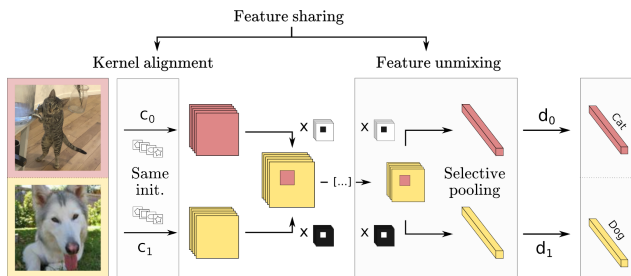 Feature sharing
Kernel alignment
Feature unmixing
c0
x
x
d0
Cat
Same
init.
[...]
Selective
pooling
c1
x
x
d1
Dog